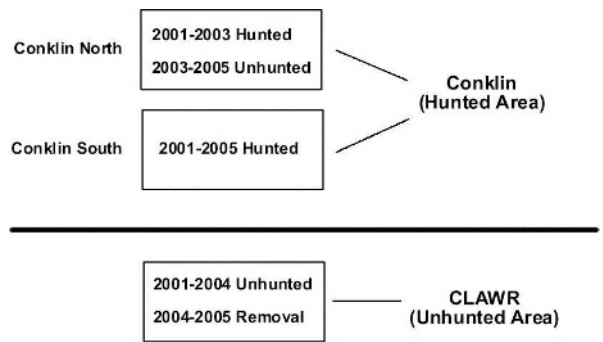 Conklin North
2001-2003 Hunted
2003-2005 Unhunted
Conklin
(Hunted Area)
Conklin South
2001-2005 Hunted
2001-2004 Unhunted
2004-2005 Removal
CLAWR
(Unhunted Area)